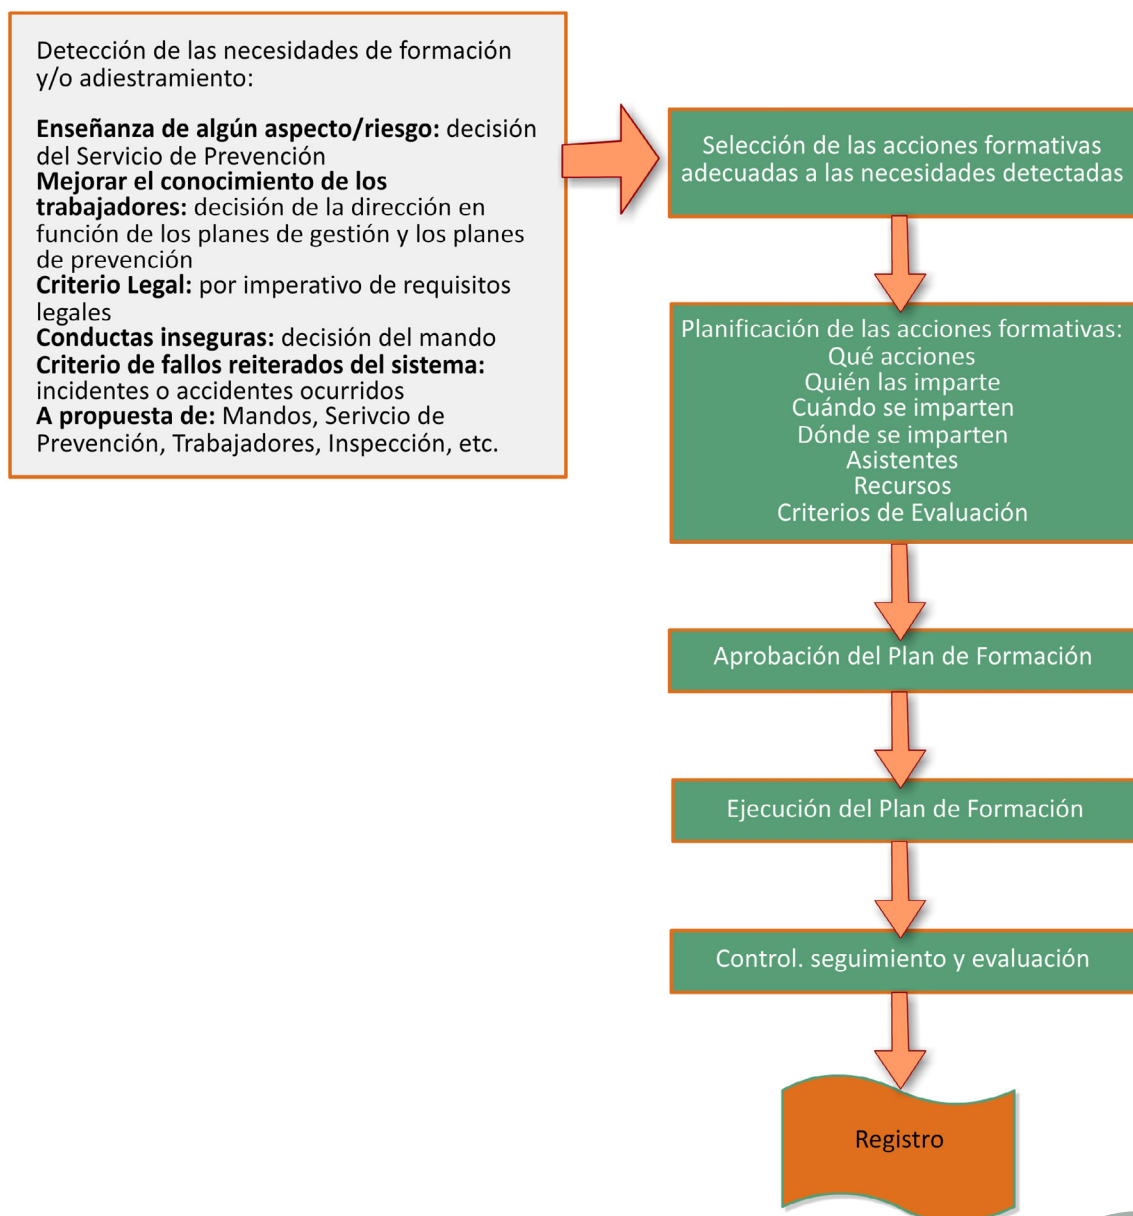 Detección de las necesidades de formación
y/o adiestramiento:
Enseñanza de algún aspecto/riesgo: decisión
del Servicio de Prevención
Mejorar el conocimiento de los
trabajadores: decisión de la dirección en
función de los planes de gestión y los planes
de prevención
Criterio Legal: por imperativo de requisitos
legales
Conductas inseguras: decisión del mando
Criterio de fallos reiterados del sistema:
incidentes o accidentes ocurridos
A propuesta de: Mandos, Serivcio de
Prevención, Trabajadores, Inspección, etc.
Selección de las acciones formativas
adecuadas a las necesidades detectadas
Planificación de las acciones formativas:
Qué acciones
Quién las imparte
Cuándo se imparten
Dónde se imparten
Asistentes
Recursos
Criterios de Evaluación
Aprobación del Plan de Formación
Ejecución del Plan de Formación
Control. seguimiento y evaluación
Registro